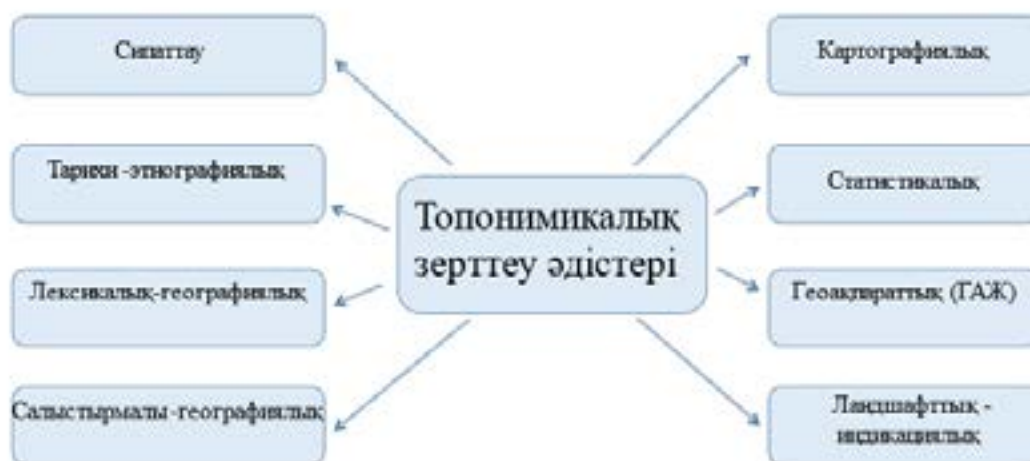 Сипаттау
Тарихи-этнографиялық
Лексикалық-географиялық
Салыстырмалы-географиялық
Топонимикалық
зерттеу әдістері
Картографиялық
Статистикалық
Геоақпараттық (ГАЖ)
Ландшафттық -
индикациялық